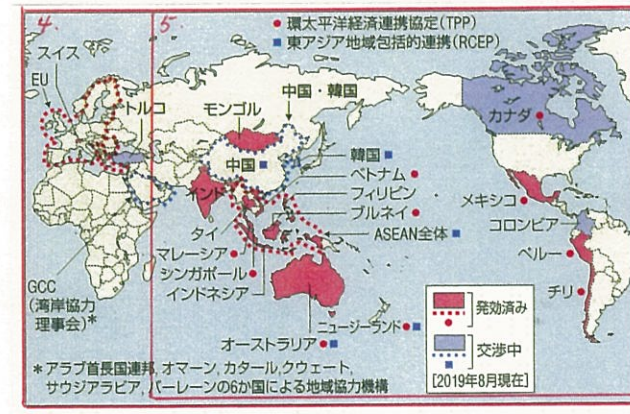 4.
5.
● 環太平洋経済連携協定(TPP)
■ 東アジア地域包括的連携(RCEP)
スイス
EU
トルコ
モンゴル
中国・韓国
カナダ●
中国■
韓国■
ベトナム●
インド
フィリピン
メキシコ●
ブルネイ●
コロンビア
タイ
ASEAN全体■
マレーシア●
ペルー●
シンガポール●
GCC
(湾岸協力
理事会)*
インドネシア
チリ●
発効済み
ニュージーランド●■
オーストラリア●■
交渉中
[2019年8月現在]
*アラブ首長国連邦, オマーン, カタール, クウェート,
サウジアラビア, バーレーンの6か国による地域協力機構